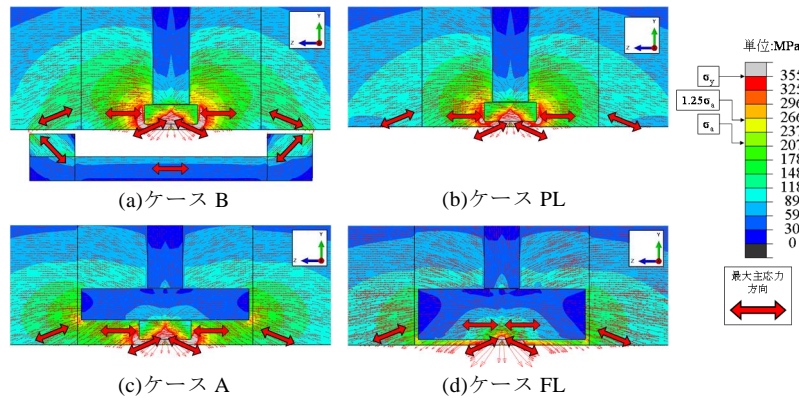 単位:MPa
σy
1.25σa
σa
355
325
296
266
237
207
178
148
118
89
59
30
0
最大主応力
方向
Y
Z
(a)ケース B
Y
Z
(b)ケース PL
Y
Z
(c)ケース A
Y
Z
(d)ケース FL